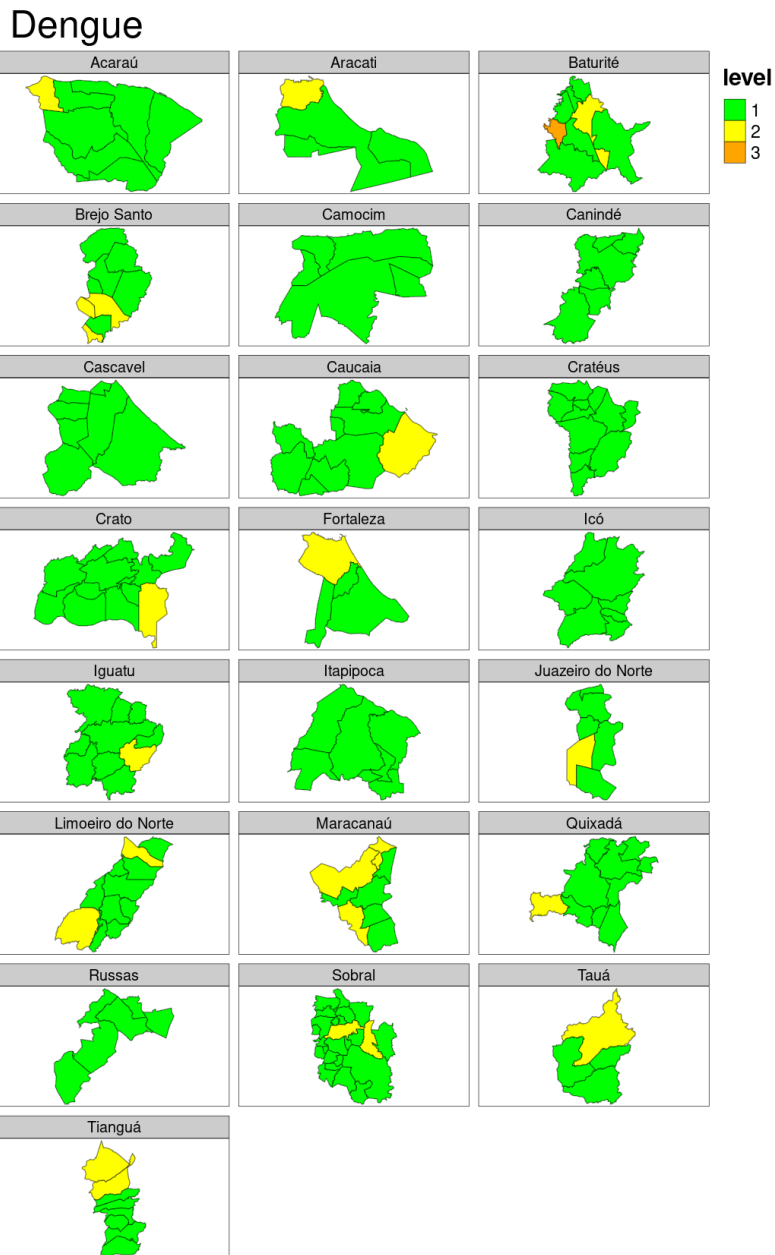 Dengue
Acaraú
Aracati
Baturité
level
1
2
3
Brejo Santo
Camocim
Canindé
Cascavel
Caucaia
Cratéus
Crato
Fortaleza
Icó
Iguatu
Itapipoca
Juazeiro do Norte
Limoeiro do Norte
Maracanaú
Quixadá
Russas
Sobral
Tauá
Tianguá